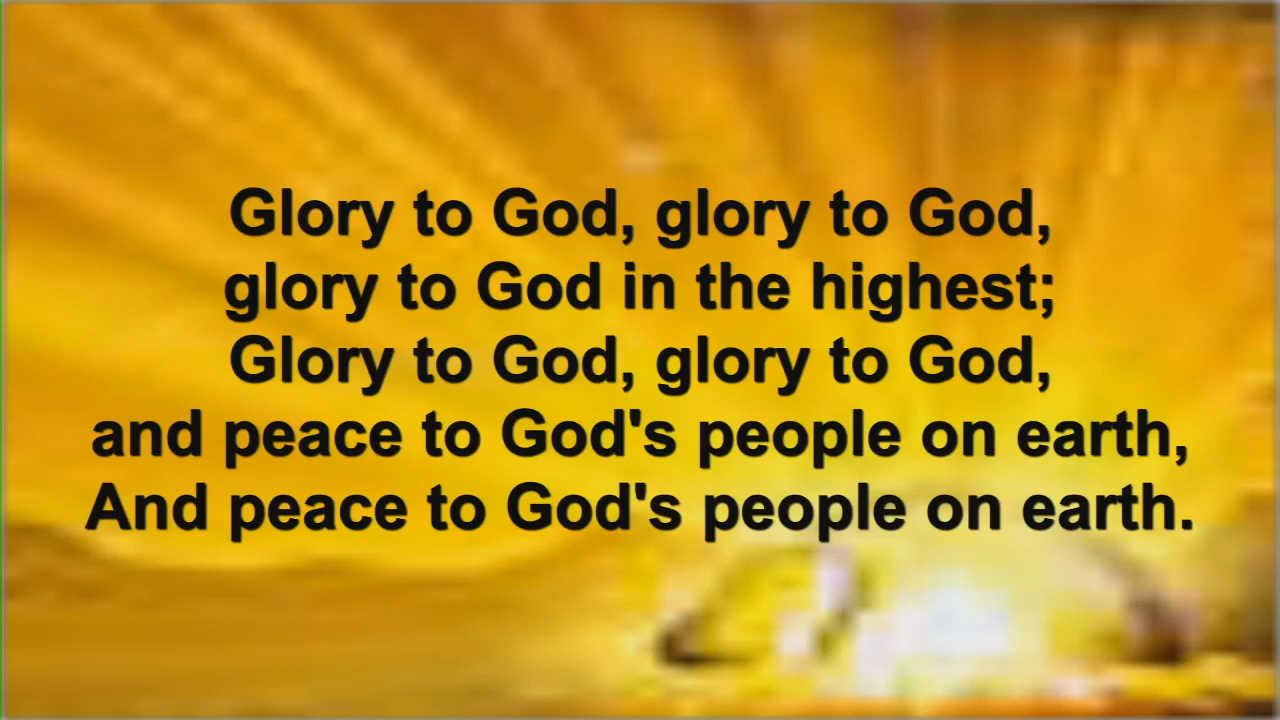 Glory to God, glory to God,
glory to God in the highest;
Glory to God, glory to God,
and peace to God's people on earth,
And peace to God's people on earth.